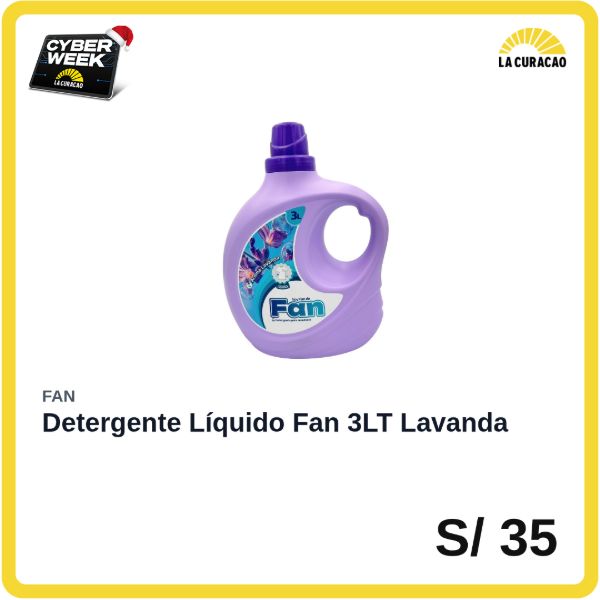 CYBER
WEEK
LA CURACAO
LA CURACAO
3L
Fan
FAN
Detergente Líquido Fan 3LT Lavanda
S/ 35